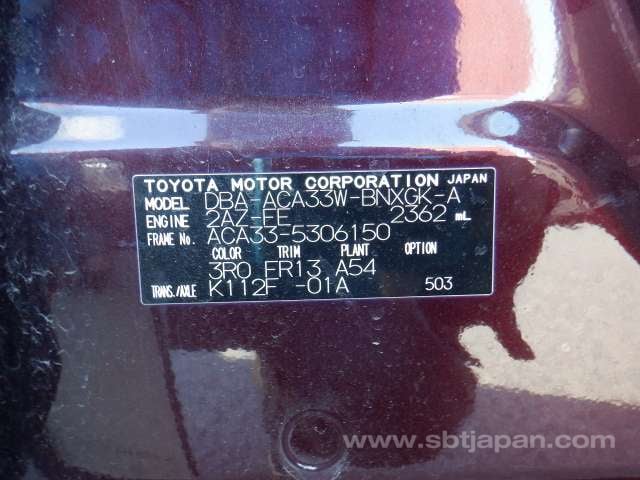 TOYOTA MOTOR CORPORATION JAPAN
MODEL DBA-ACA33W-BNXGK-A
ENGINE 2AZ-FE 2362 mL
FRAME No. ACA33-5306150
COLOR TRIM PLANT OPTION
3R0 FR13 A54
TRANS./AXLE K112F -01A 503
www.sbtjapan.com